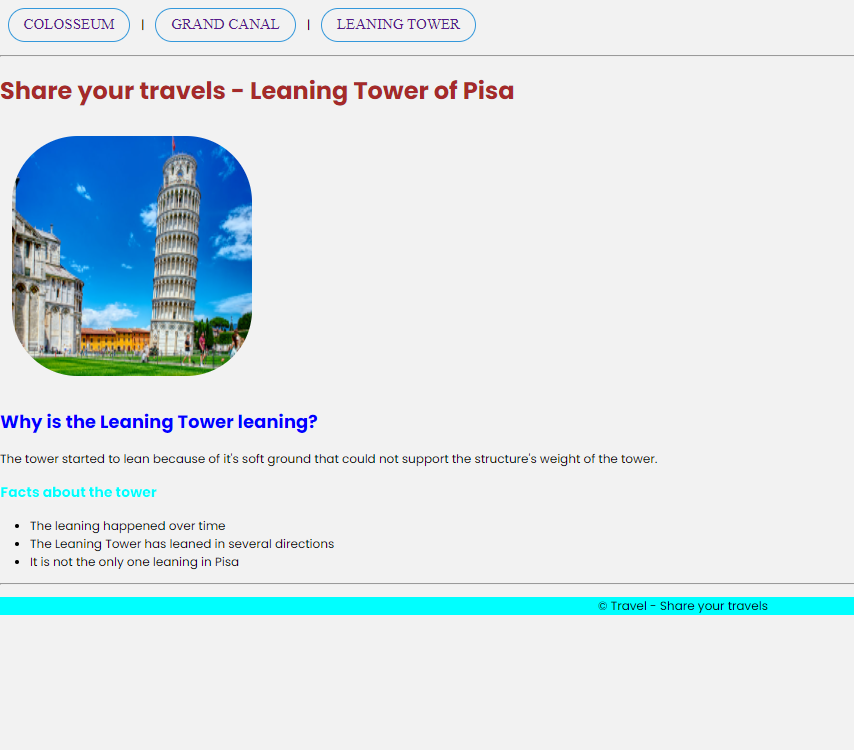 COLOSSEUM | GRAND CANAL | LEANING TOWER
Share your travels - Leaning Tower of Pisa
Why is the Leaning Tower leaning?
The tower started to lean because of it's soft ground that could not support the structure's weight of the tower.
Facts about the tower
• The leaning happened over time
• The Leaning Tower has leaned in several directions
• It is not the only one leaning in Pisa
© Travel - Share your travels